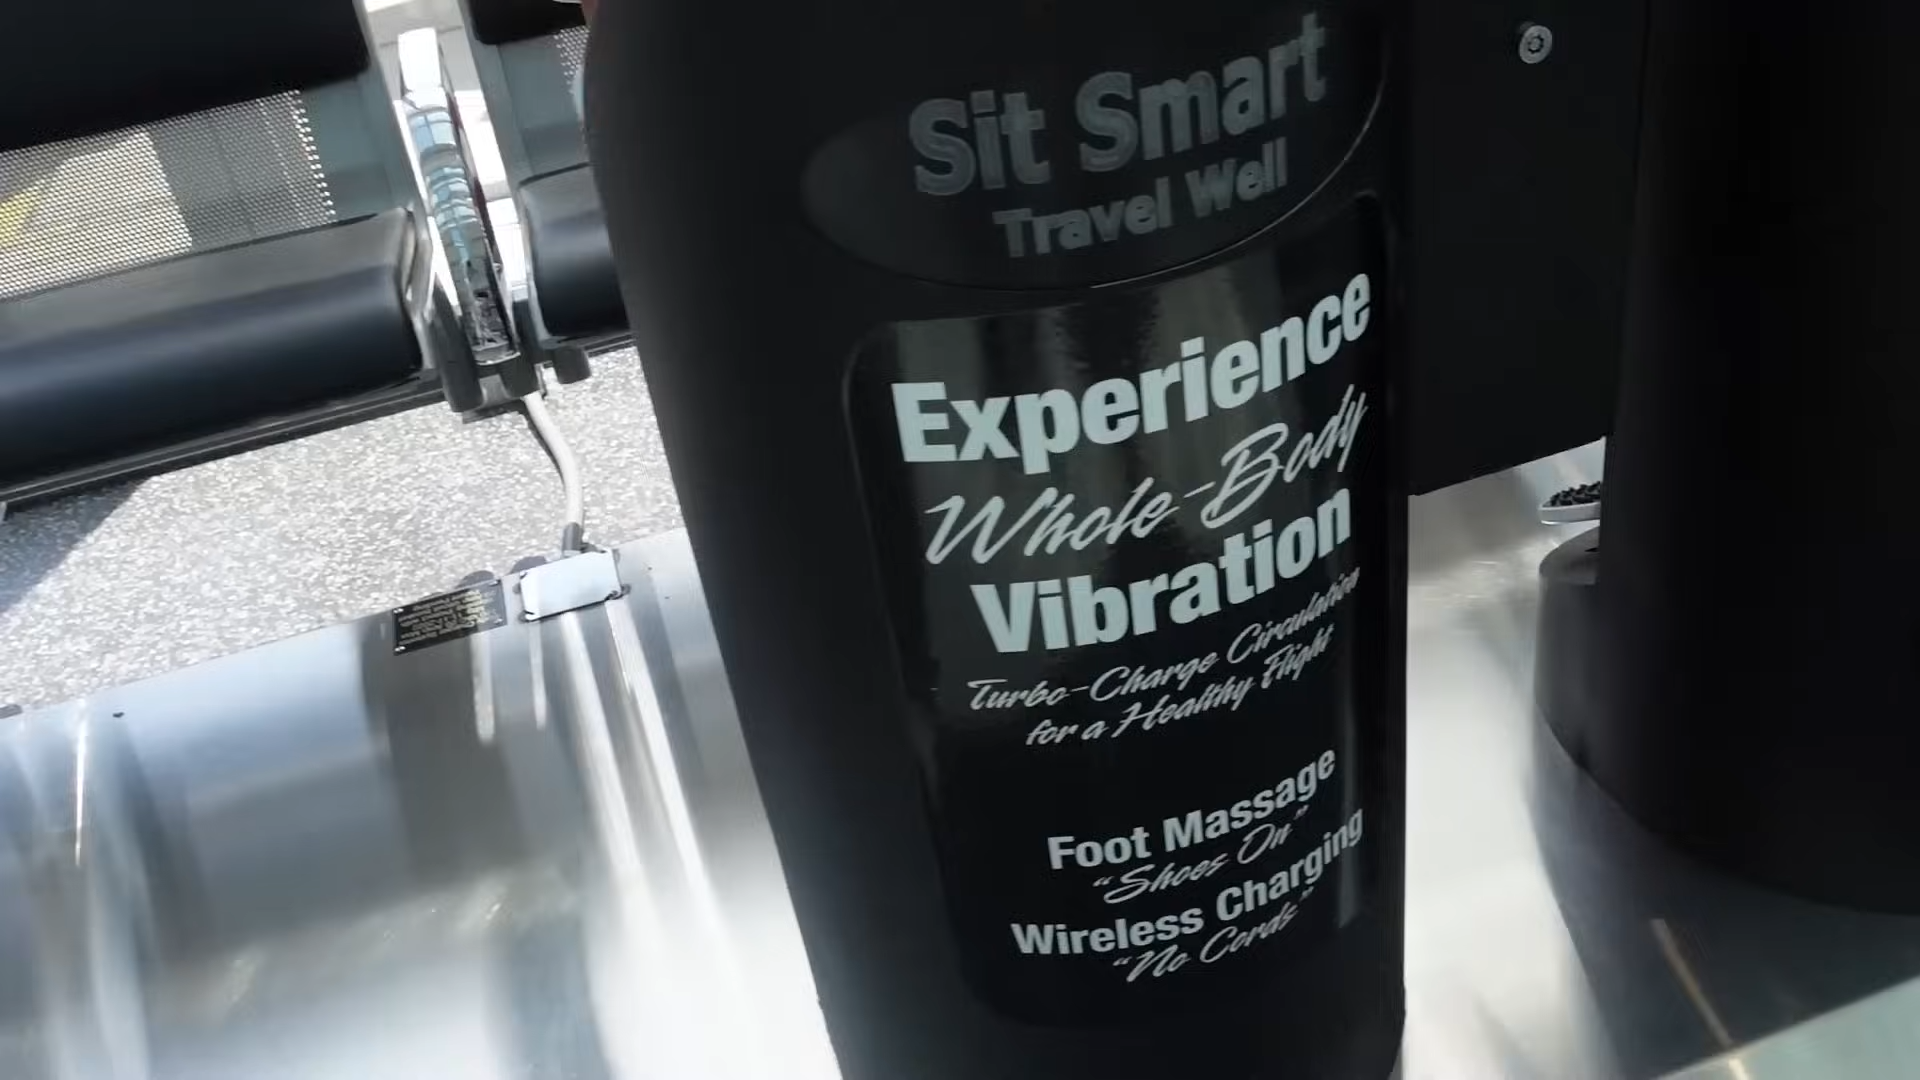 Sit Smart
Travel Well
Experience
Whole-Body
Vibration
Turbo-Charge Circulation
for a Healthy Flight
Foot Massage
“Shoes On”
Wireless Charging
“No Cords”